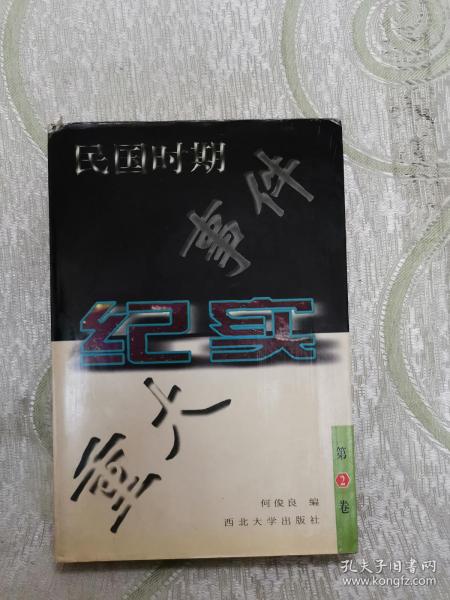 民国时期
重大
事件
纪实
第2卷
何俊良 编
西北大学出版社
孔夫子旧书网
www.kongfz.com